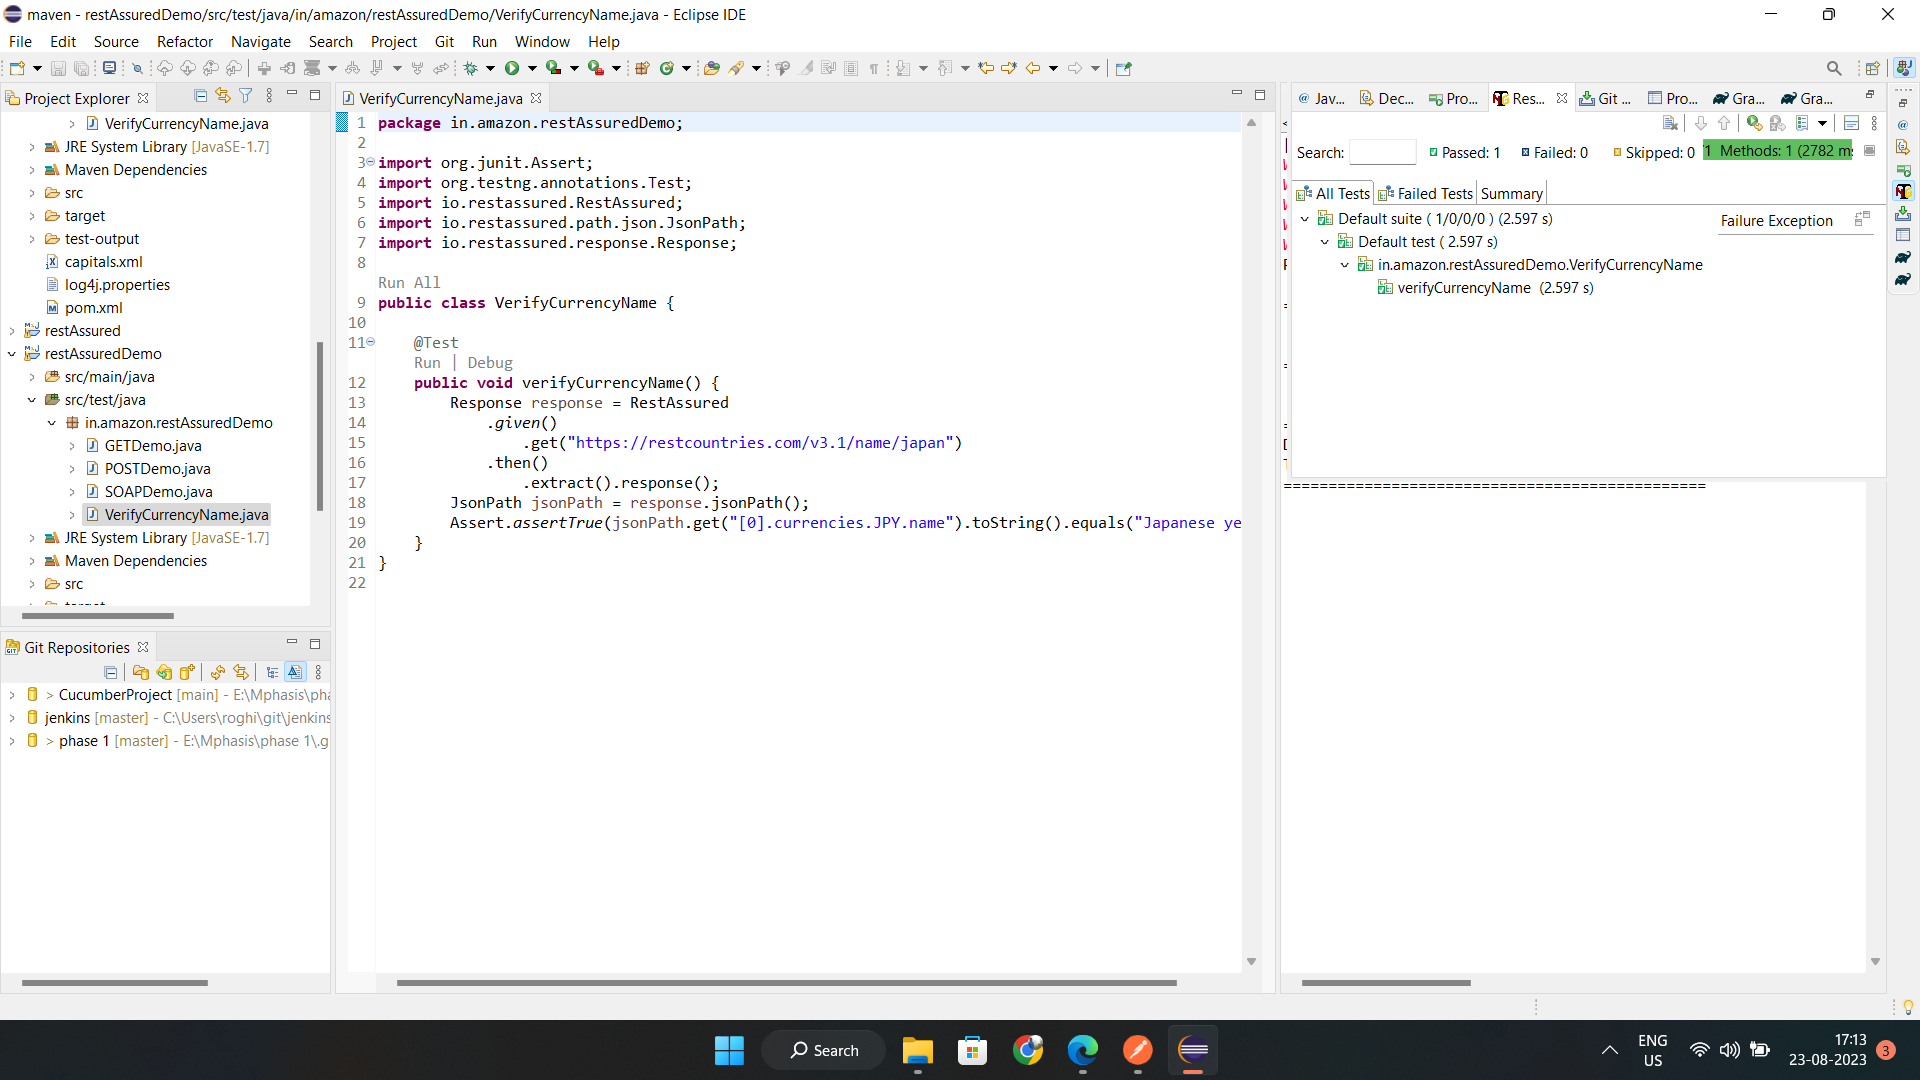 maven - restAssuredDemo/src/test/java/in/amazon/restAssuredDemo/VerifyCurrencyName.java - Eclipse IDE
File Edit Source Refactor Navigate Search Project Git Run Window Help
Project Explorer
VerifyCurrencyName.java
JRE System Library [JavaSE-1.7]
Maven Dependencies
src
target
test-output
capitals.xml
log4j.properties
pom.xml
restAssured
restAssuredDemo
src/main/java
src/test/java
in.amazon.restAssuredDemo
GETDemo.java
POSTDemo.java
SOAPDemo.java
VerifyCurrencyName.java
JRE System Library [JavaSE-1.7]
Maven Dependencies
src
Git Repositories
> CucumberProject [main] - E:\Mphasis\pha
jenkins [master] - C:\Users\roghi\git\jenkins
> phase 1 [master] - E:\Mphasis\phase 1\.g
VerifyCurrencyName.java
1 package in.amazon.restAssuredDemo;
2
3 import org.junit.Assert;
4 import org.testng.annotations.Test;
5 import io.restassured.RestAssured;
6 import io.restassured.path.json.JsonPath;
7 import io.restassured.response.Response;
8
Run All
9 public class VerifyCurrencyName {
10
11 @Test
Run | Debug
12 public void verifyCurrencyName() {
13 Response response = RestAssured
14 .given()
15 .get("https://restcountries.com/v3.1/name/japan")
16 .then()
17 .extract().response();
18 JsonPath jsonPath = response.jsonPath();
19 Assert.assertTrue(jsonPath.get("[0].currencies.JPY.name").toString().equals("Japanese ye
20 }
21 }
22
Jav... Dec... Pro... Res... Git ... Pro... Gra... Gra...
Search: Passed: 1 Failed: 0 Skipped: 0 Methods: 1 (2782 ms
All Tests Failed Tests Summary
Default suite ( 1/0/0/0 ) (2.597 s)
Default test ( 2.597 s)
in.amazon.restAssuredDemo.VerifyCurrencyName
verifyCurrencyName (2.597 s)
Failure Exception
===============================================
Search
ENG
US
17:13
23-08-2023
3